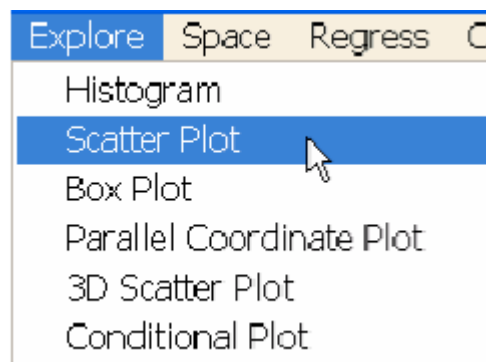 Explore Space Regress
Histogram
Scatter Plot
Box Plot
Parallel Coordinate Plot
3D Scatter Plot
Conditional Plot